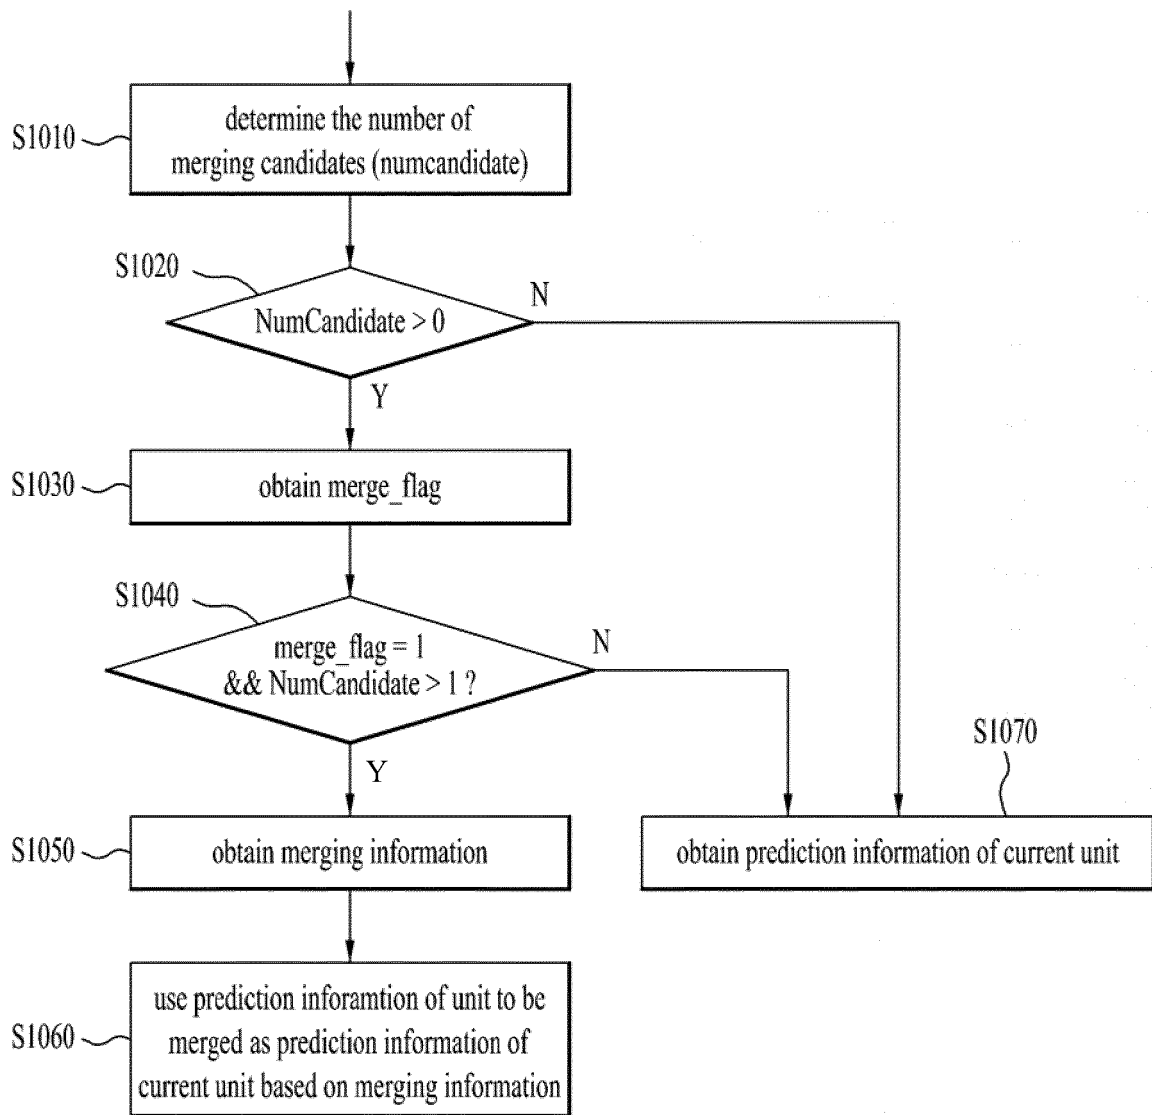 S1010
determine the number of
merging candidates (numcandidate)
S1020
NumCandidate > 0
N
Y
S1030
obtain merge_flag
S1040
merge_flag = 1
&& NumCandidate > 1 ?
N
Y
S1070
S1050
obtain merging information
obtain prediction information of current unit
S1060
use prediction inforamtion of unit to be
merged as prediction information of
current unit based on merging information